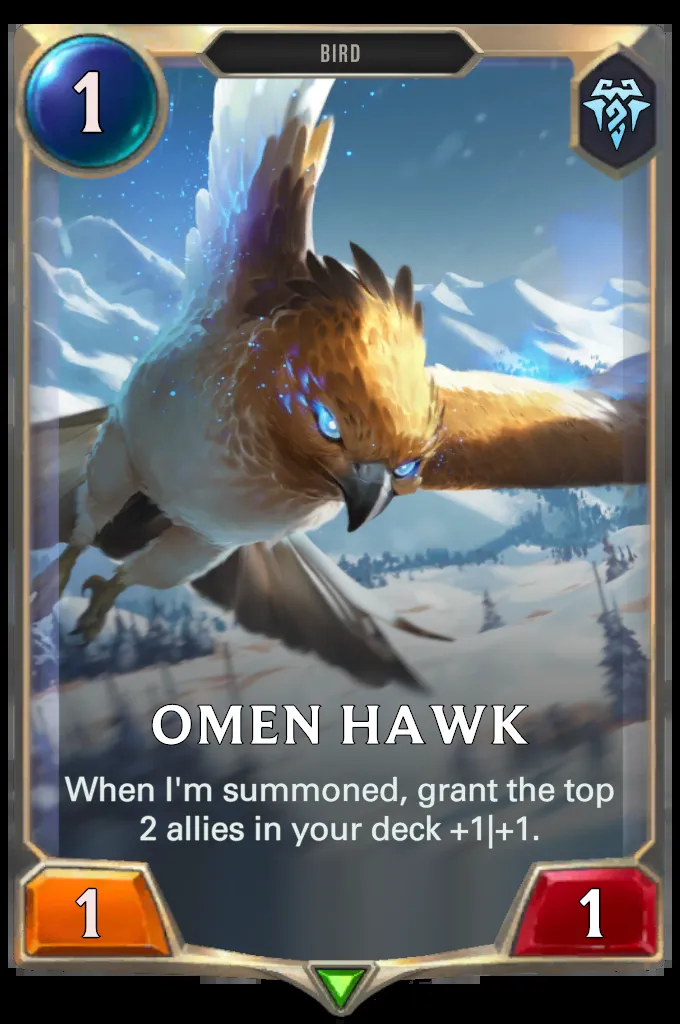 BIRD
1
OMEN HAWK
When I'm summoned, grant the top
2 allies in your deck +1|+1.
1
1